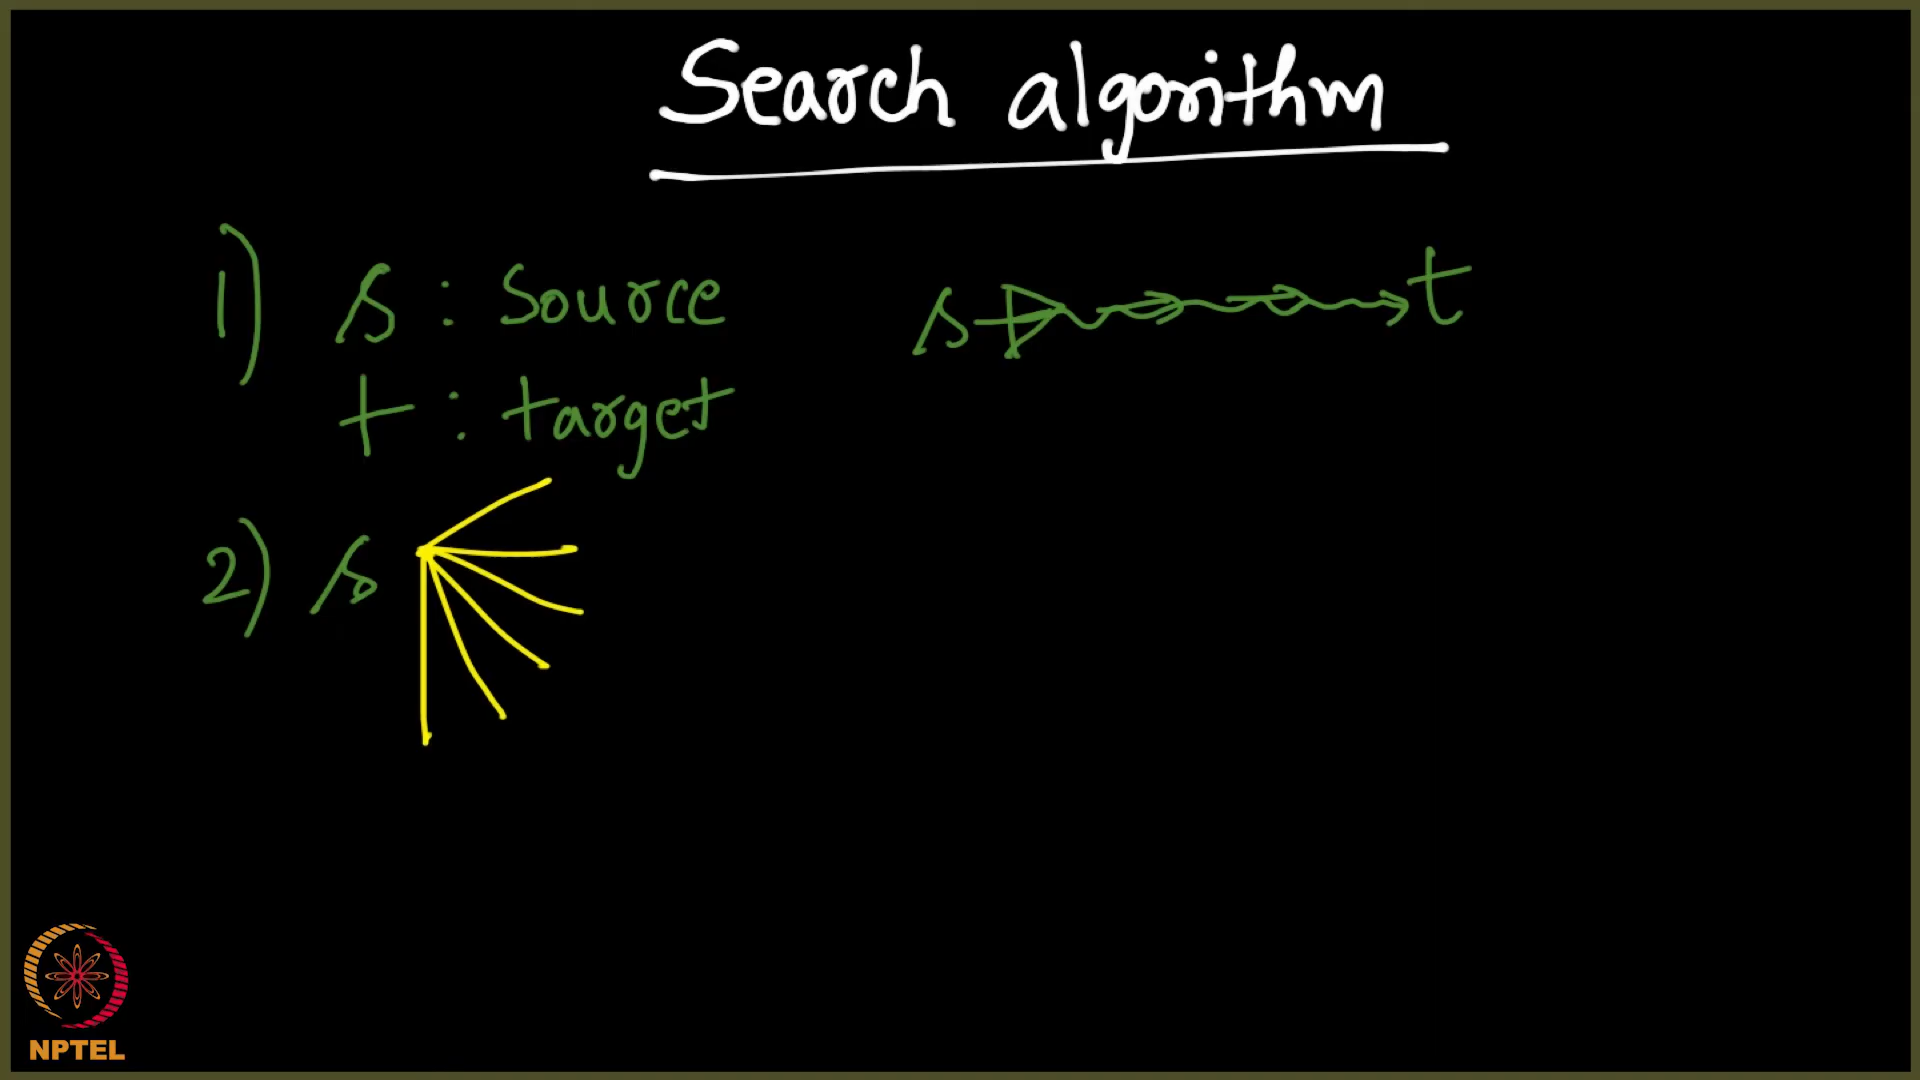 Search algorithm
1) s : Source
s t
t : target
2) s
NPTEL